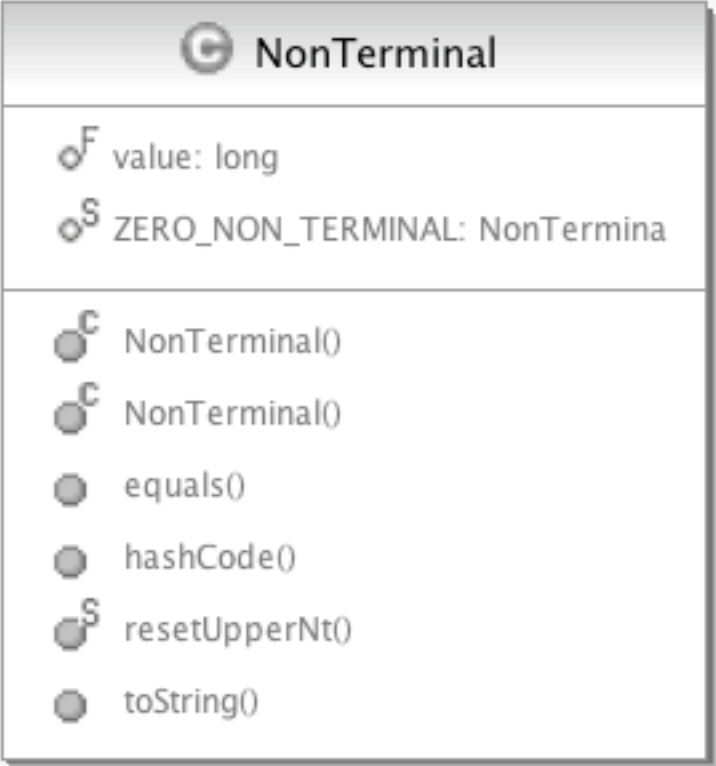 C NonTerminal
F value: long
S ZERO_NON_TERMINAL: NonTermina
C NonTerminal()
C NonTerminal()
equals()
hashCode()
S resetUpperNt()
toString()